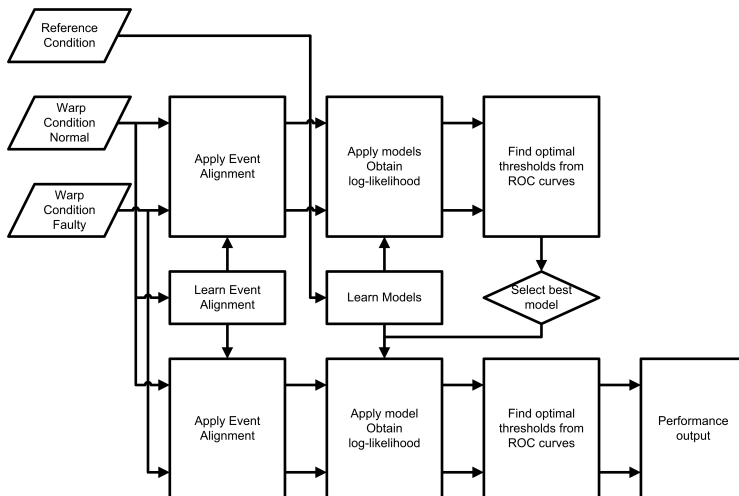 Reference
Condition
Warp
Condition
Normal
Warp
Condition
Faulty
Apply Event
Alignment
Apply models
Obtain
log-likelihood
Find optimal
thresholds from
ROC curves
Learn Event
Alignment
Learn Models
Select best
model
Apply Event
Alignment
Apply model
Obtain
log-likelihood
Find optimal
thresholds from
ROC curves
Performance
output